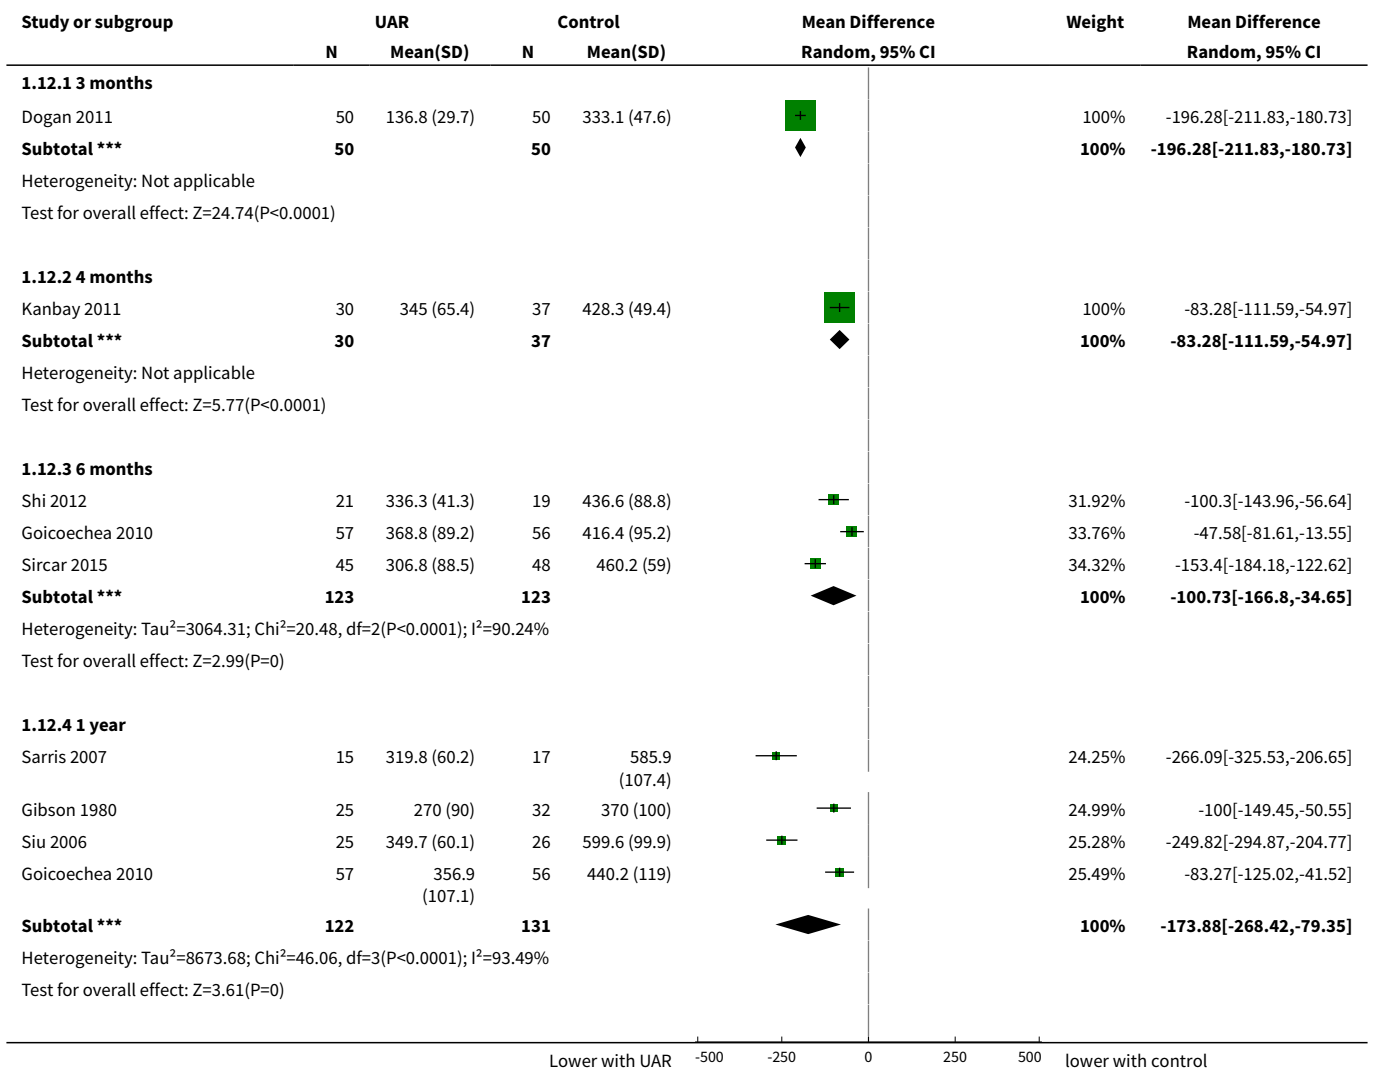 Study or subgroup UAR Control Mean Difference Weight Mean Difference
N Mean(SD) N Mean(SD) Random, 95% CI Random, 95% CI
1.12.1 3 months
Dogan 2011 50 136.8 (29.7) 50 333.1 (47.6) 100% -196.28[-211.83,-180.73]
Subtotal *** 50 50 100% -196.28[-211.83,-180.73]
Heterogeneity: Not applicable
Test for overall effect: Z=24.74(P<0.0001)
1.12.2 4 months
Kanbay 2011 30 345 (65.4) 37 428.3 (49.4) 100% -83.28[-111.59,-54.97]
Subtotal *** 30 37 100% -83.28[-111.59,-54.97]
Heterogeneity: Not applicable
Test for overall effect: Z=5.77(P<0.0001)
1.12.3 6 months
Shi 2012 21 336.3 (41.3) 19 436.6 (88.8) 31.92% -100.3[-143.96,-56.64]
Goicoechea 2010 57 368.8 (89.2) 56 416.4 (95.2) 33.76% -47.58[-81.61,-13.55]
Sircar 2015 45 306.8 (88.5) 48 460.2 (59) 34.32% -153.4[-184.18,-122.62]
Subtotal *** 123 123 100% -100.73[-166.8,-34.65]
Heterogeneity: Tau²=3064.31; Chi²=20.48, df=2(P<0.0001); I²=90.24%
Test for overall effect: Z=2.99(P=0)
1.12.4 1 year
Sarris 2007 15 319.8 (60.2) 17 585.9 24.25% -266.09[-325.53,-206.65]
(107.4)
Gibson 1980 25 270 (90) 32 370 (100) 24.99% -100[-149.45,-50.55]
Siu 2006 25 349.7 (60.1) 26 599.6 (99.9) 25.28% -249.82[-294.87,-204.77]
Goicoechea 2010 57 356.9 56 440.2 (119) 25.49% -83.27[-125.02,-41.52]
(107.1)
Subtotal *** 122 131 100% -173.88[-268.42,-79.35]
Heterogeneity: Tau²=8673.68; Chi²=46.06, df=3(P<0.0001); I²=93.49%
Test for overall effect: Z=3.61(P=0)
Lower with UAR -500 -250 0 250 500 lower with control